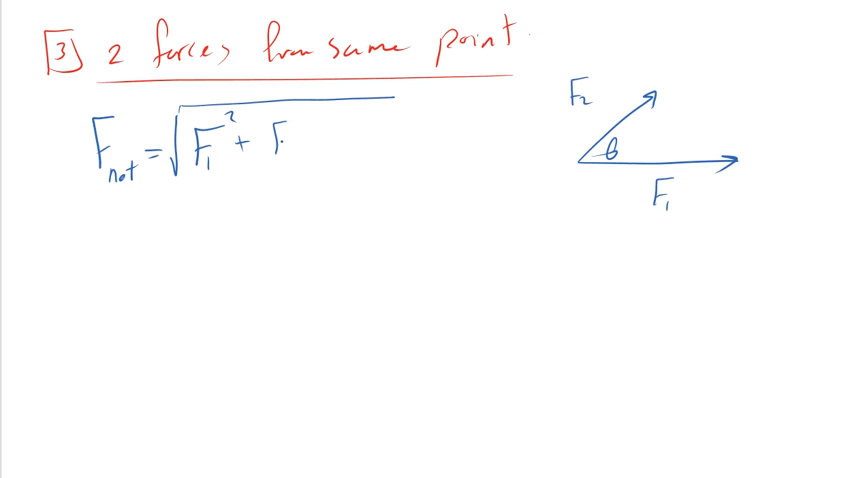 [3] 2 forces from same point
F₂
F_net = √F₁² + F
θ
F₁